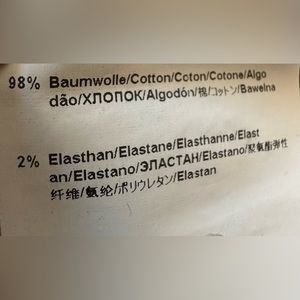 98% Baumwolle/Cotton/Coton/Cotone/Algo
dão/ХЛОПОК/Algodón/棉/コットン/Bawełna
2% Elasthan/Elastane/Elasthanne/Elast
an/Elastano/ЭЛАСТАН/Elastano/聚氨酯弹性
纤维/氨纶/ポリウレタン/Elastan